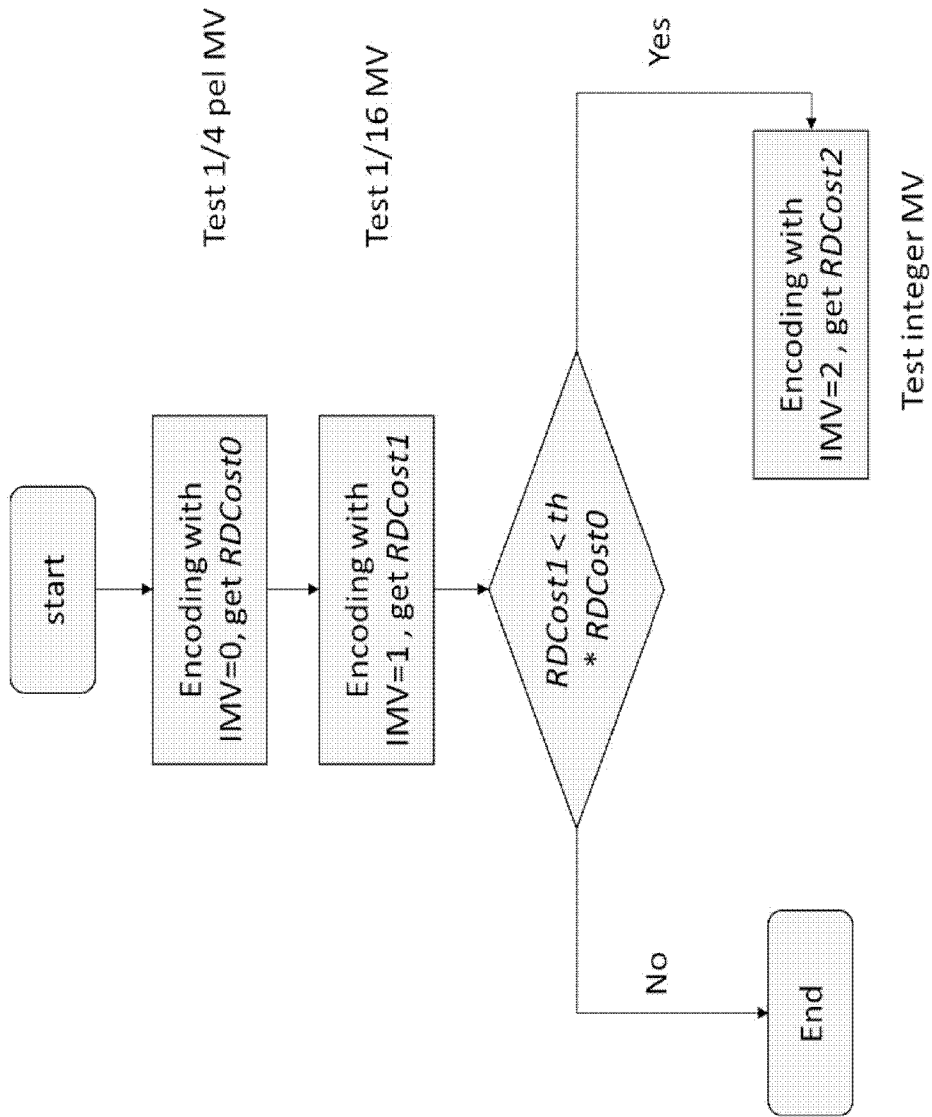 start
Encoding with
IMV=0, get RDCost0
Test 1/4 pel MV
Encoding with
IMV=1 , get RDCost1
Test 1/16 MV
RDCost1 < th
* RDCost0
No
Yes
End
Encoding with
IMV=2 , get RDCost2
Test integer MV